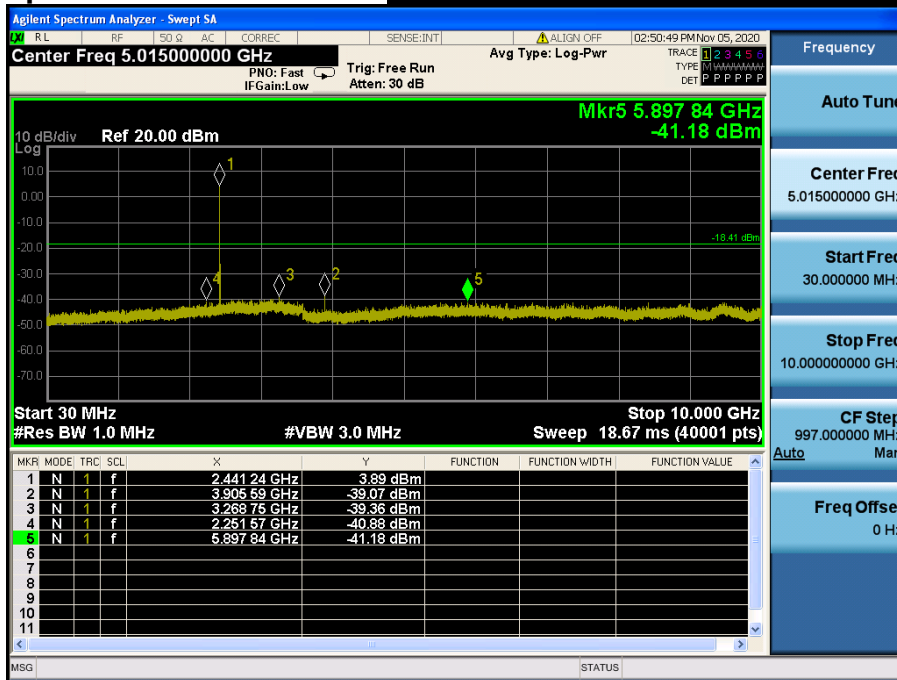 Agilent Spectrum Analyzer - Swept SA
LXI RL RF 50 Ω AC CORREC SENSE:INT ALIGN OFF 02:50:49 PM Nov 05, 2020
Center Freq 5.015000000 GHz
PNO: Fast
IFGain:Low
Trig: Free Run
Atten: 30 dB
Avg Type: Log-Pwr
TRACE 1 2 3 4 5 6
TYPE M
DET P P P P P P
Mkr5 5.897 84 GHz
-41.18 dBm
10 dB/div Ref 20.00 dBm
Log
10.0
0.00
-10.0
-20.0
-30.0
-40.0
-50.0
-60.0
-70.0
1
-18.41 dBm
4 3 2 5
Start 30 MHz Stop 10.000 GHz
#Res BW 1.0 MHz #VBW 3.0 MHz Sweep 18.67 ms (40001 pts)
MKR MODE TRC SCL X Y FUNCTION FUNCTION WIDTH FUNCTION VALUE
1 N 1 f 2.441 24 GHz 3.89 dBm
2 N 1 f 3.905 59 GHz -39.07 dBm
3 N 1 f 3.268 75 GHz -39.36 dBm
4 N 1 f 2.251 57 GHz -40.88 dBm
5 N 1 f 5.897 84 GHz -41.18 dBm
6
7
8
9
10
11
MSG STATUS
Frequency
Auto Tune
Center Freq
5.015000000 GHz
Start Freq
30.000000 MHz
Stop Freq
10.000000000 GHz
CF Step
997.000000 MHz
Auto Man
Freq Offset
0 Hz